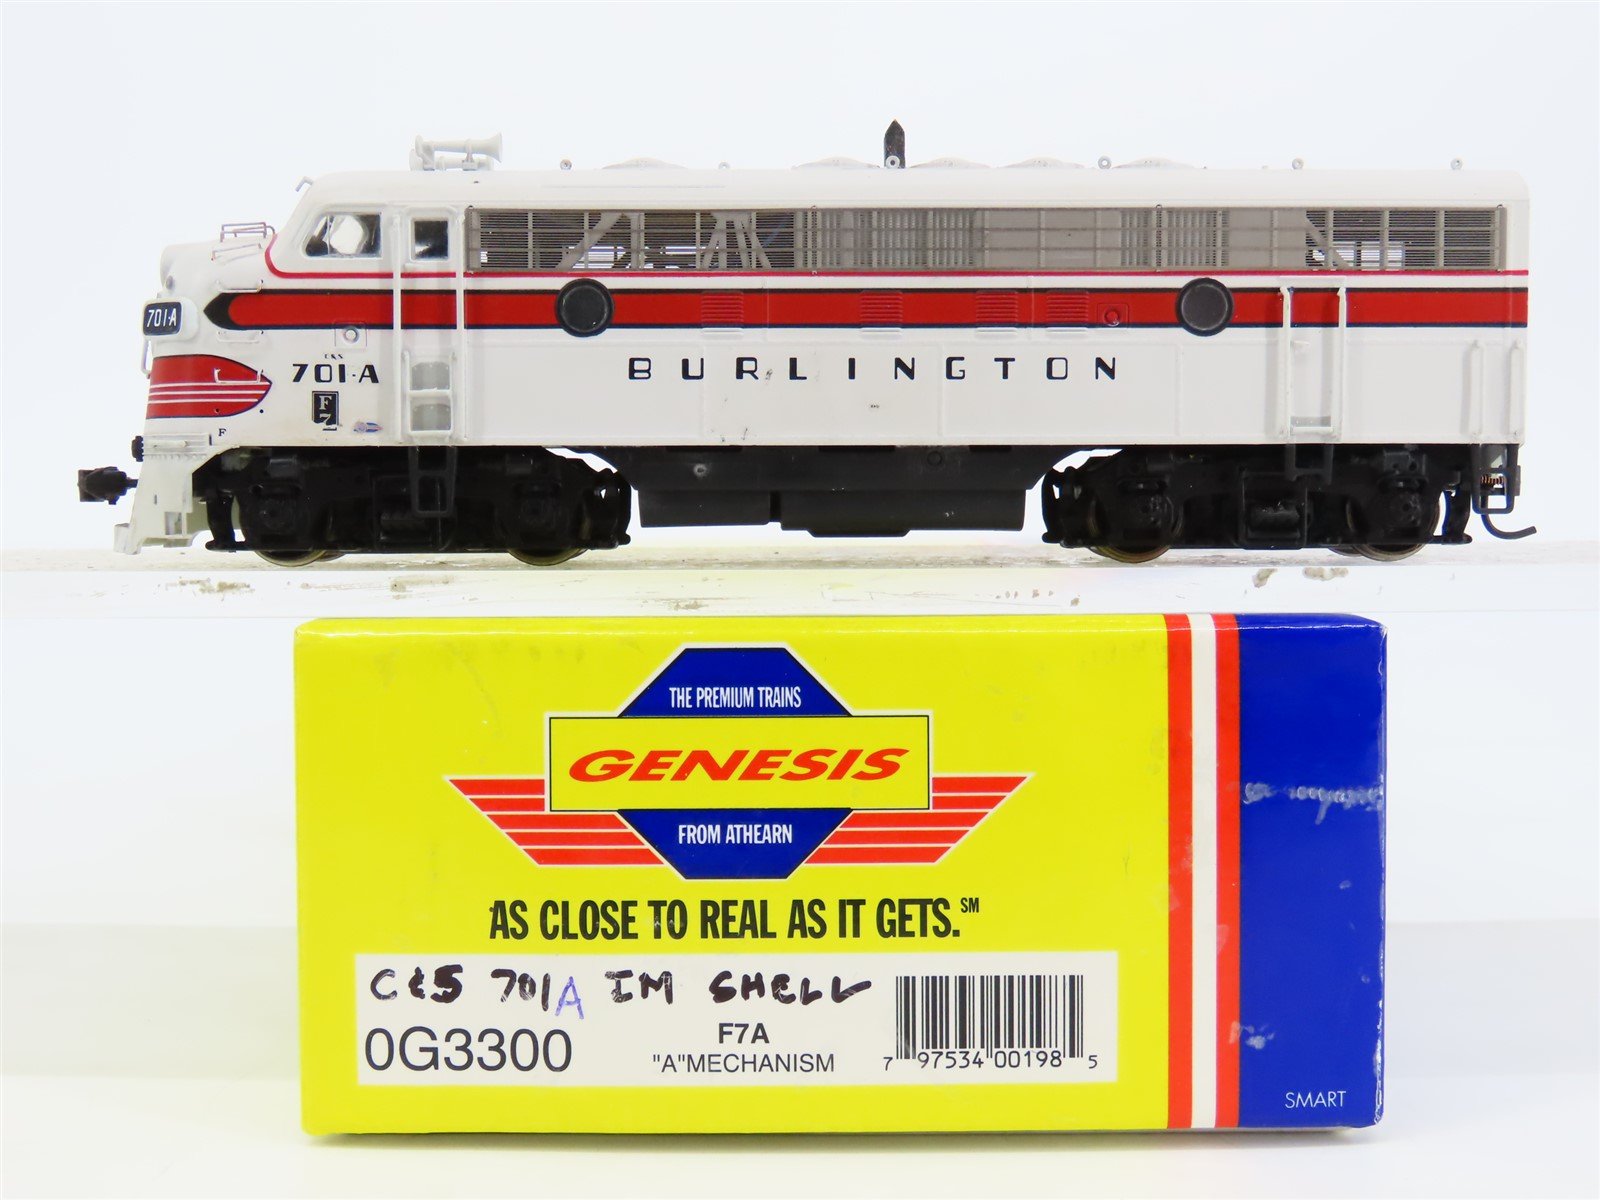 701-A
C&S
701-A
F
7
F
BURLINGTON
THE PREMIUM TRAINS
GENESIS
FROM ATHEARN
AS CLOSE TO REAL AS IT GETS.℠
C&S 701A IM SHELL
0G3300
F7A
"A"MECHANISM
7 97534 00198 5
SMART